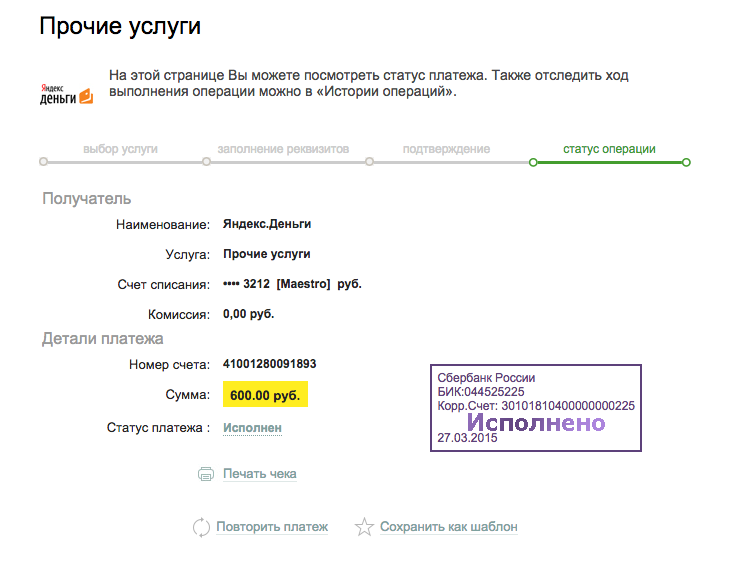 Прочие услуги
На этой странице Вы можете посмотреть статус платежа. Также отследить ход
выполнения операции можно в «Истории операций».
Яндекс
деньги
выбор услуги
заполнение реквизитов
подтверждение
статус операции
Получатель
Наименование: Яндекс.Деньги
Услуга: Прочие услуги
Счет списания: •••• 3212 [Maestro] руб.
Комиссия: 0,00 руб.
Детали платежа
Номер счета: 41001280091893
Сумма: 600.00 руб.
Статус платежа : Исполнен
Сбербанк России
БИК:044525225
Корр.Счет: 30101810400000000225
Исполнено
27.03.2015
Печать чека
Повторить платеж
Сохранить как шаблон